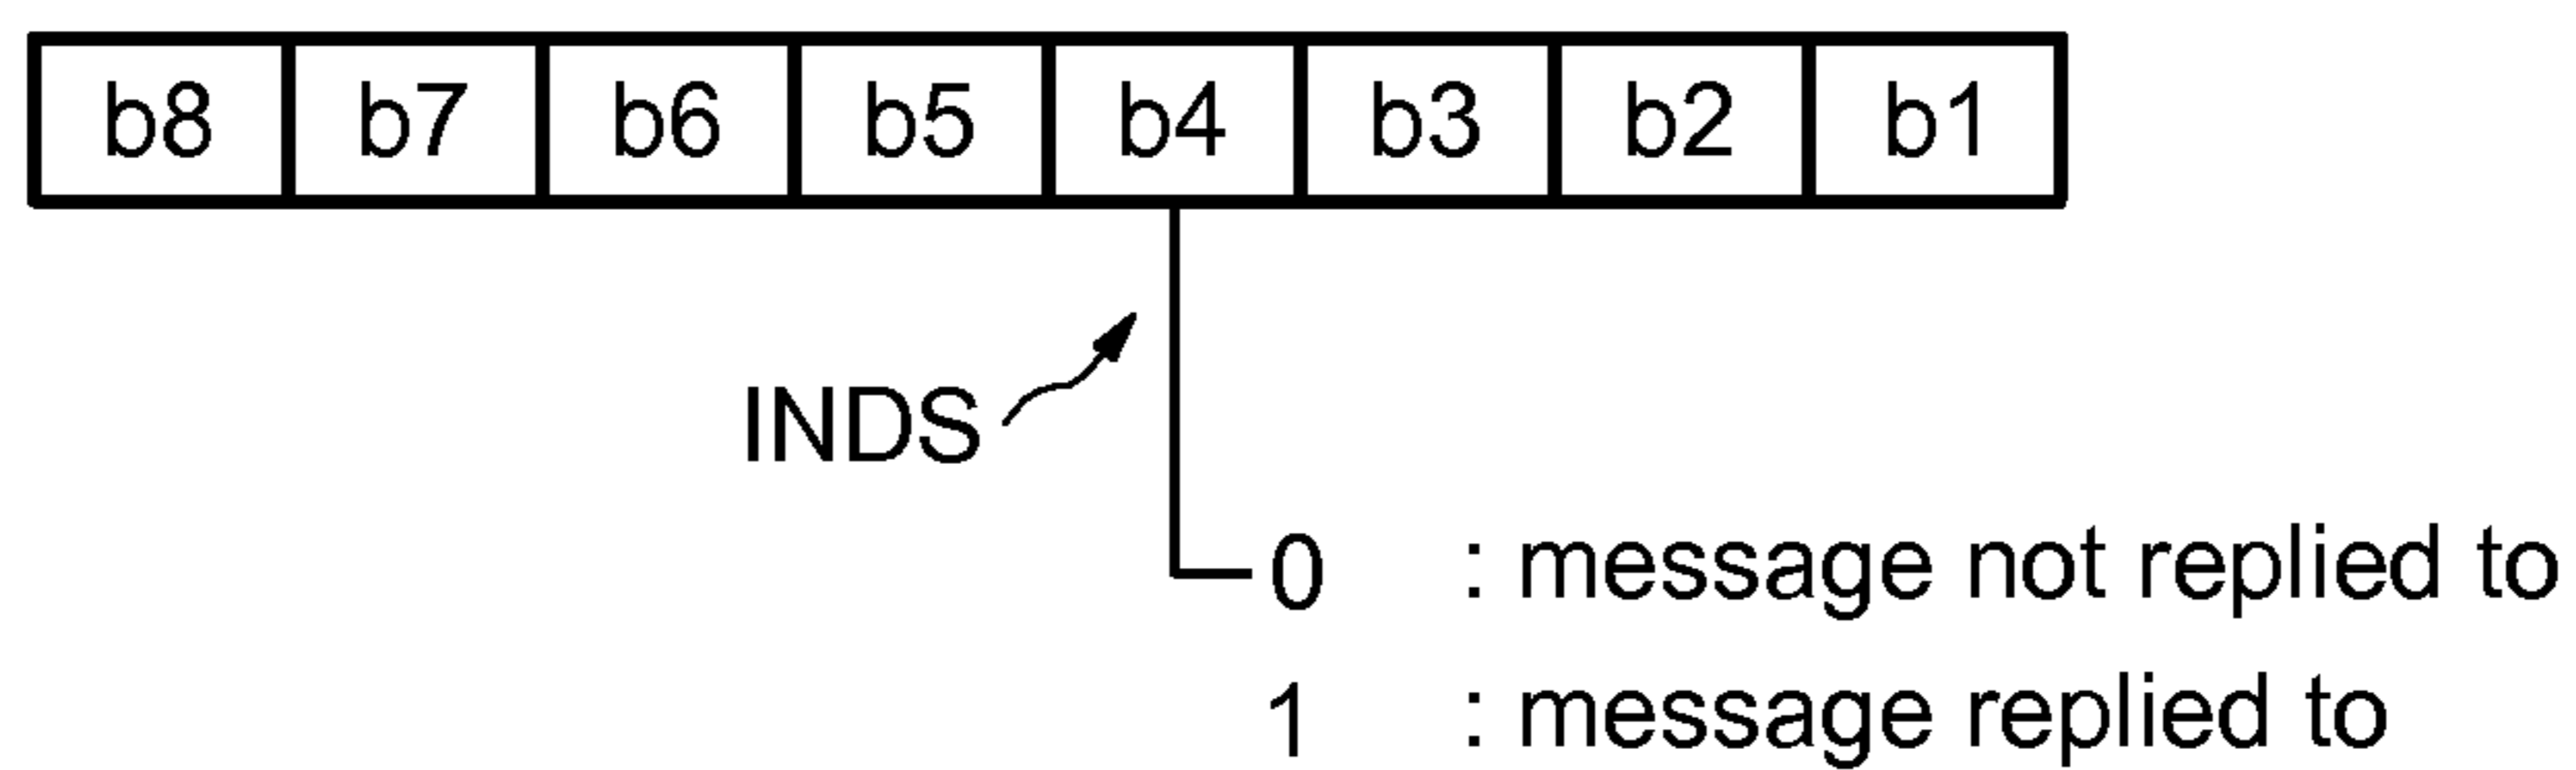 b8 b7 b6 b5 b4 b3 b2 b1
INDS
0 : message not replied to
1 : message replied to